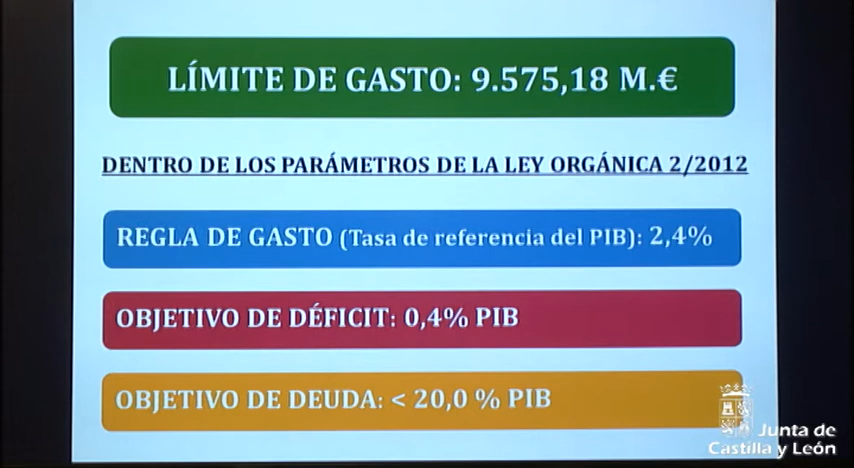 LÍMITE DE GASTO: 9.575,18 M.€
DENTRO DE LOS PARÁMETROS DE LA LEY ORGÁNICA 2/2012
REGLA DE GASTO (Tasa de referencia del PIB): 2,4%
OBJETIVO DE DÉFICIT: 0,4% PIB
OBJETIVO DE DEUDA: < 20,0 % PIB
Junta de
Castilla y León